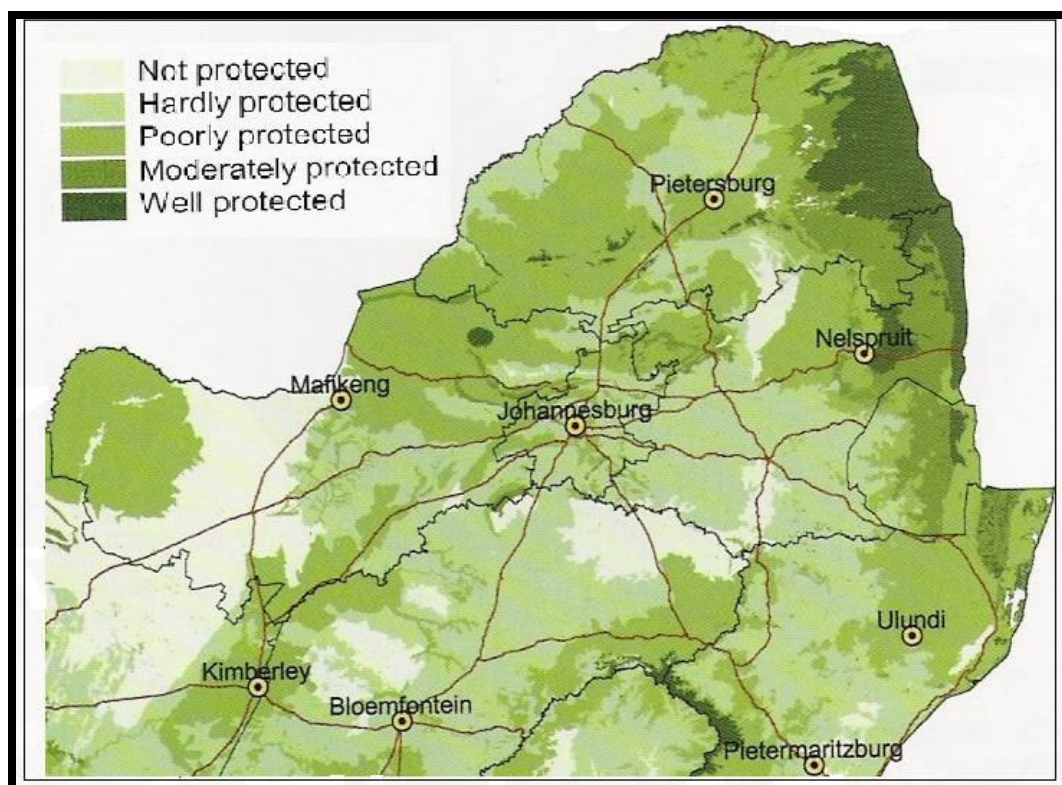 Not protected
Hardly protected
Poorly protected
Moderately protected
Well protected
Pietersburg
Nelspruit
Mafikeng
Johannesburg
Ulundi
Kimberley
Bloemfontein
Pietermaritzburg